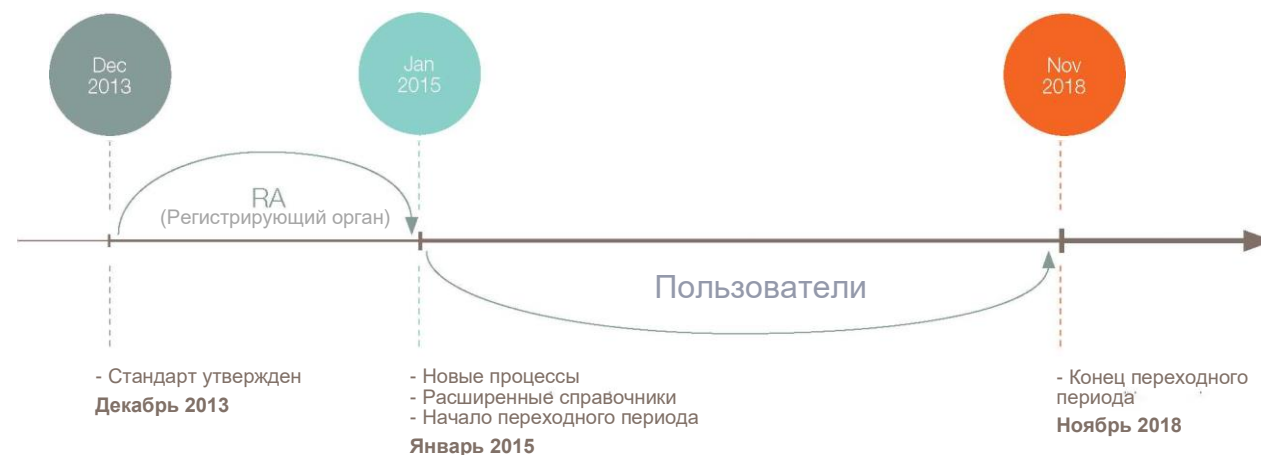 Dec
2013
Jan
2015
Nov
2018
RA
(Регистрирующий орган)
Пользователи
- Стандарт утвержден
Декабрь 2013
- Новые процессы
- Расширенные справочники
- Начало переходного периода
Январь 2015
- Конец переходного
периода
Ноябрь 2018